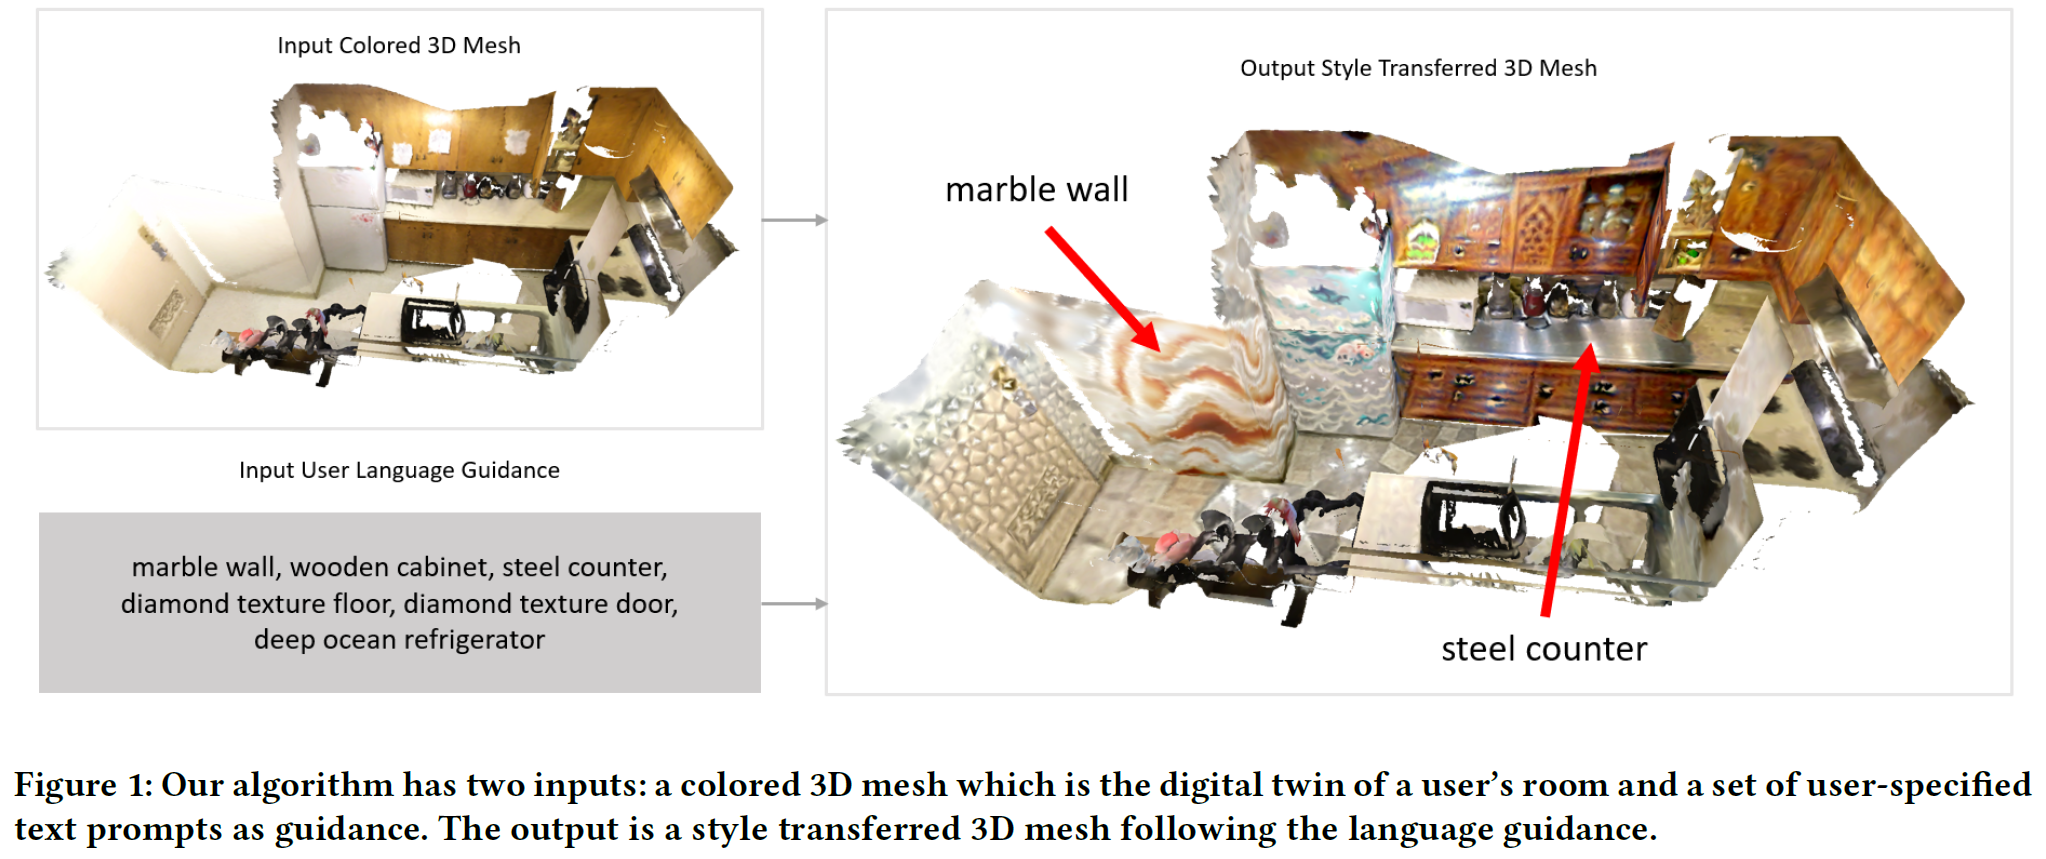 Input Colored 3D Mesh
Output Style Transferred 3D Mesh
marble wall
steel counter
Input User Language Guidance
marble wall, wooden cabinet, steel counter,
diamond texture floor, diamond texture door,
deep ocean refrigerator
Figure 1: Our algorithm has two inputs: a colored 3D mesh which is the digital twin of a user’s room and a set of user-specified
text prompts as guidance. The output is a style transferred 3D mesh following the language guidance.